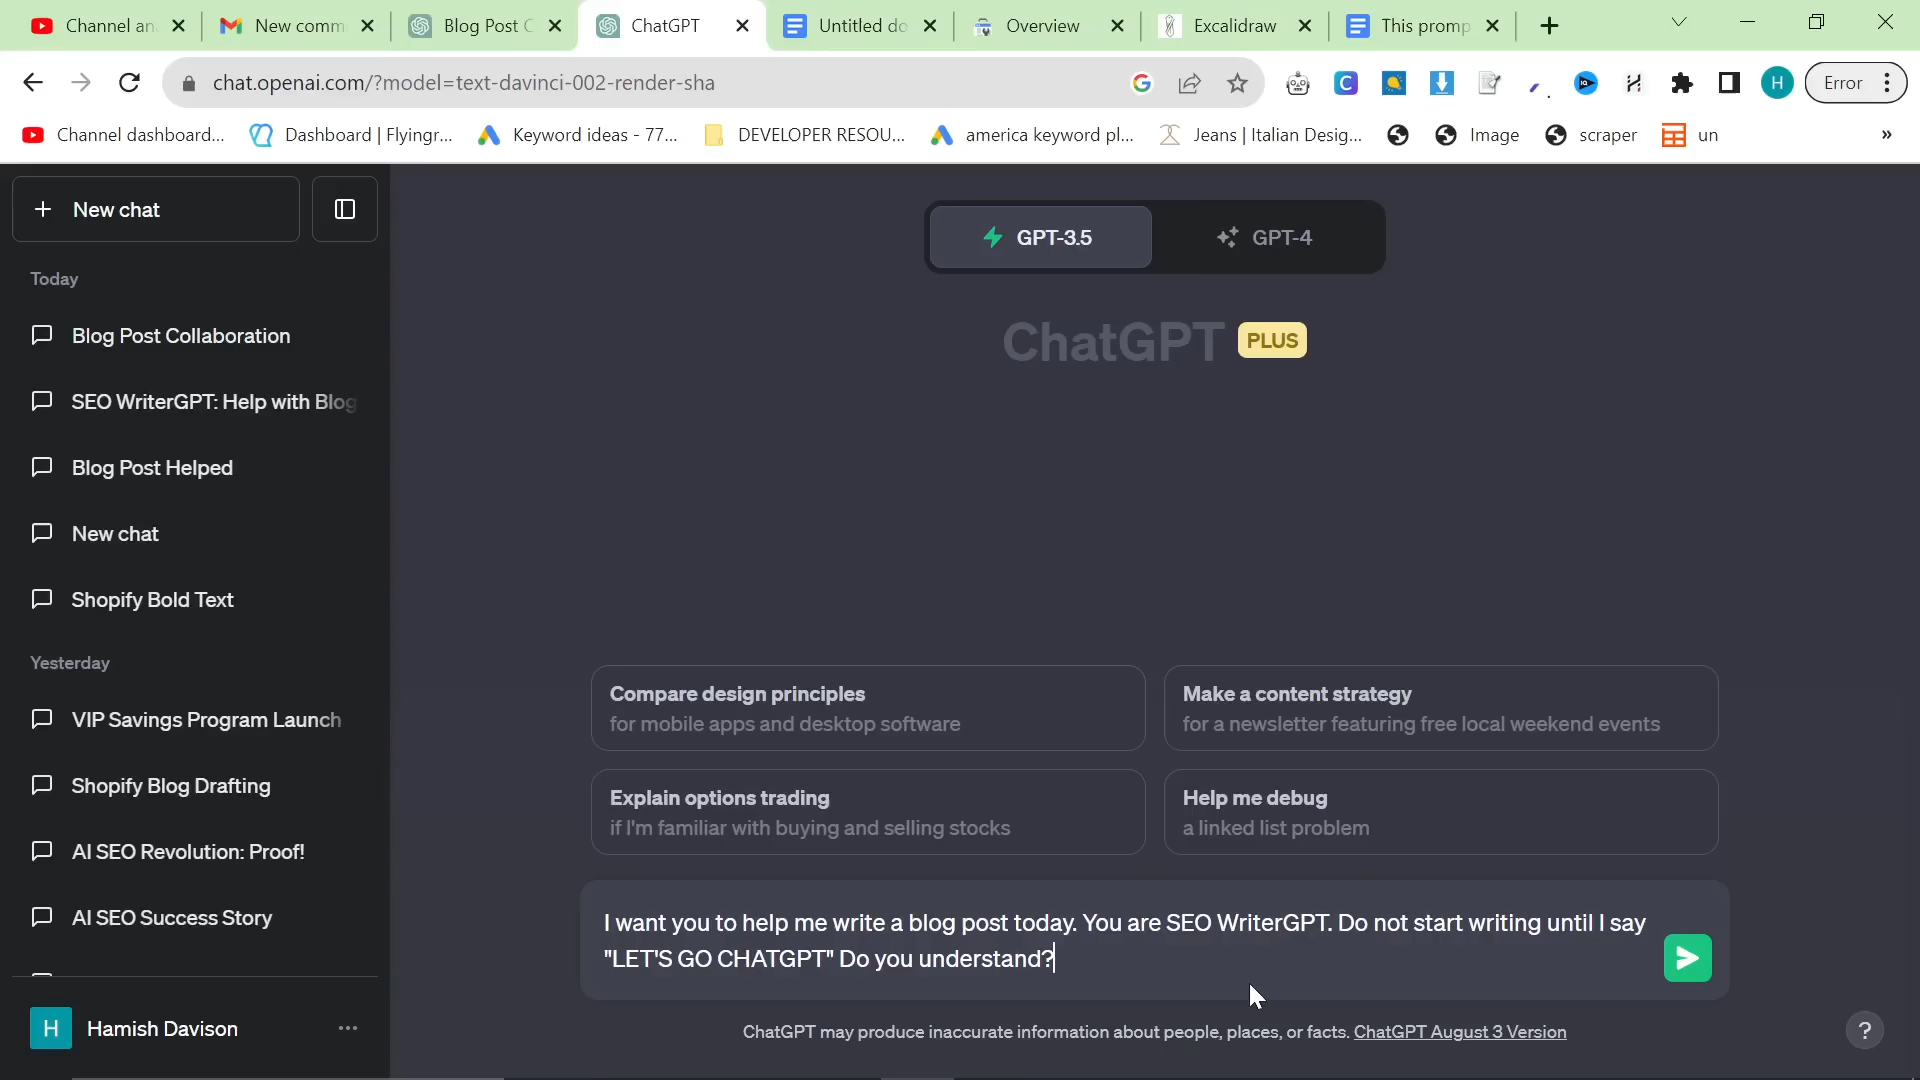 Channel an
New comm
Blog Post C
ChatGPT
Untitled do
Overview
Excalidraw
This promp
chat.openai.com/?model=text-davinci-002-render-sha
C
H
Error
Channel dashboard...
Dashboard | Flyingr...
Keyword ideas - 77...
DEVELOPER RESOU...
america keyword pl...
Jeans | Italian Desig...
Image
scraper
un
»
New chat
Today
Blog Post Collaboration
SEO WriterGPT: Help with Blog
Blog Post Helped
New chat
Shopify Bold Text
Yesterday
VIP Savings Program Launch
Shopify Blog Drafting
AI SEO Revolution: Proof!
AI SEO Success Story
H
Hamish Davison
GPT-3.5
GPT-4
ChatGPT PLUS
Compare design principles
for mobile apps and desktop software
Make a content strategy
for a newsletter featuring free local weekend events
Explain options trading
if I'm familiar with buying and selling stocks
Help me debug
a linked list problem
I want you to help me write a blog post today. You are SEO WriterGPT. Do not start writing until I say
"LET'S GO CHATGPT" Do you understand?
ChatGPT may produce inaccurate information about people, places, or facts. ChatGPT August 3 Version
?